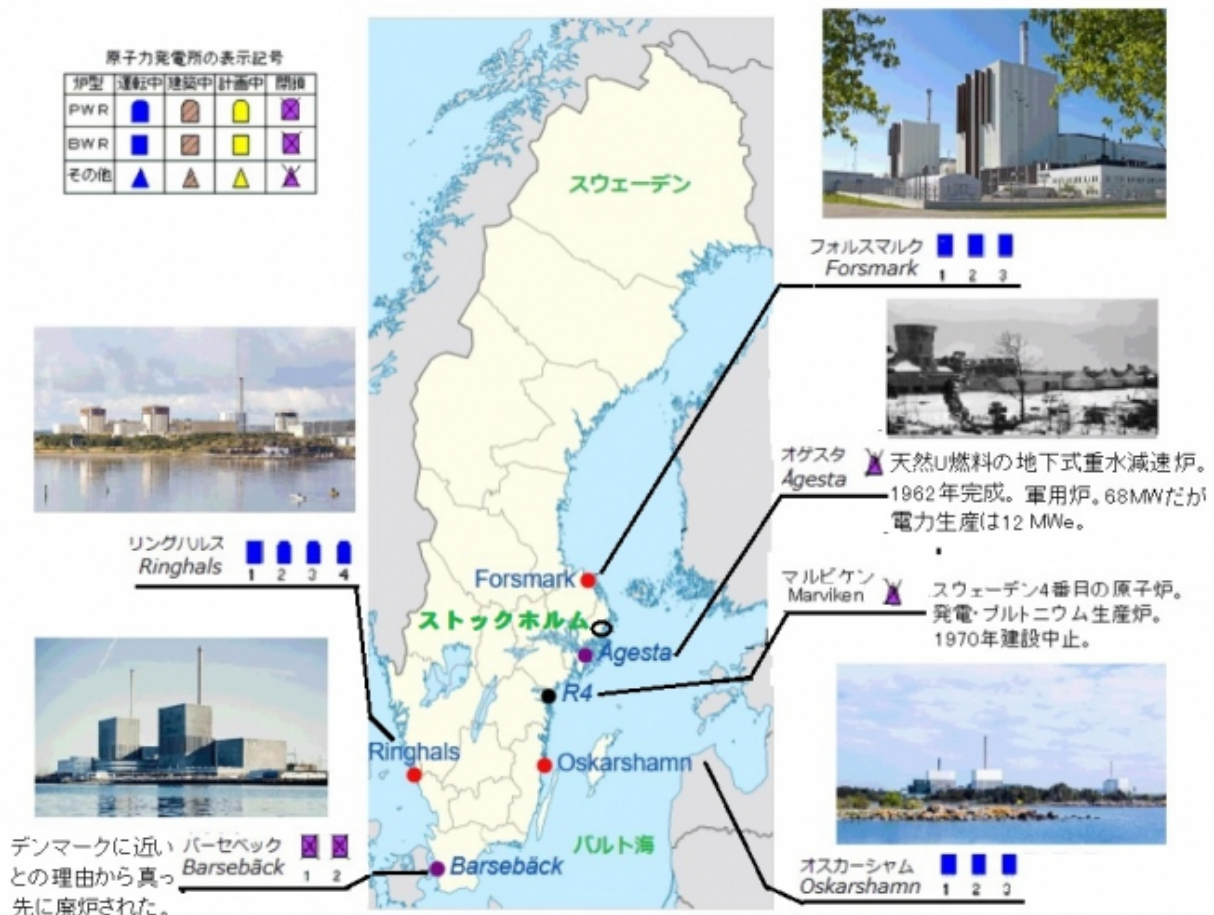 原子力発電所の表示記号
炉型 運転中 建築中 計画中 閉鎖
PWR
BWR
その他
スウェーデン
フォルスマルク
Forsmark
1 2 3
オゲスタ
Ågesta
天然U燃料の地下式重水減速炉。
1962年完成。軍用炉。68MWだが
電力生産は12 MWe。
リングハルス
Ringhals
1 2 3 4
Forsmark
ストックホルム
Ågesta
R4
マルビケン
Marviken
スウェーデン4番目の原子炉。
発電・プルトニウム生産炉。
1970年建設中止。
Ringhals
Oskarshamn
バルト海
Barsebäck
デンマークに近い
との理由から真っ
先に廃炉された。
バーセベック
Barsebäck
1 2
オスカーシャム
Oskarshamn
1 2 3